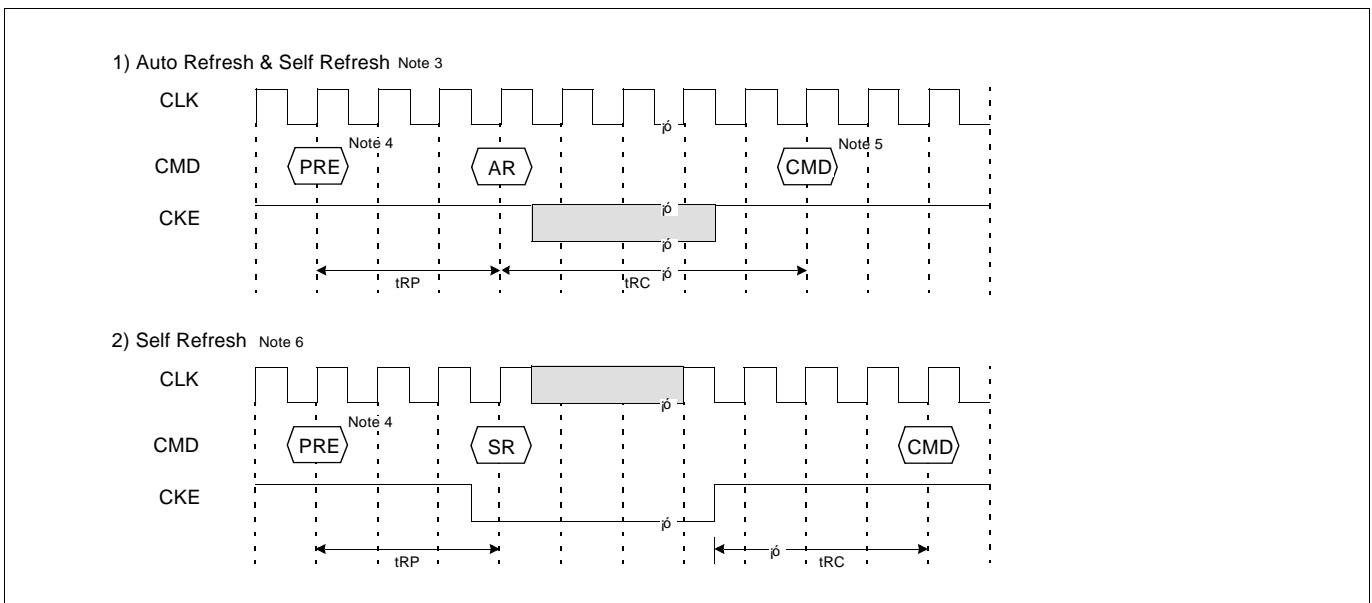 1) Auto Refresh & Self Refresh Note 3
CLK
¡ó
CMD
PRE
Note 4
AR
CMD
Note 5
CKE
¡ó
¡ó
tRP
tRC
¡ó
2) Self Refresh Note 6
CLK
¡ó
CMD
PRE
Note 4
SR
CMD
CKE
¡ó
tRP
¡ó
tRC